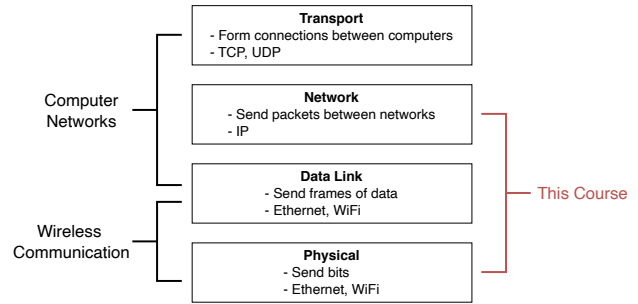 Transport
- Form connections between computers
- TCP, UDP
Computer
Networks
Network
- Send packets between networks
- IP
This Course
Data Link
- Send frames of data
- Ethernet, WiFi
Wireless
Communication
Physical
- Send bits
- Ethernet, WiFi